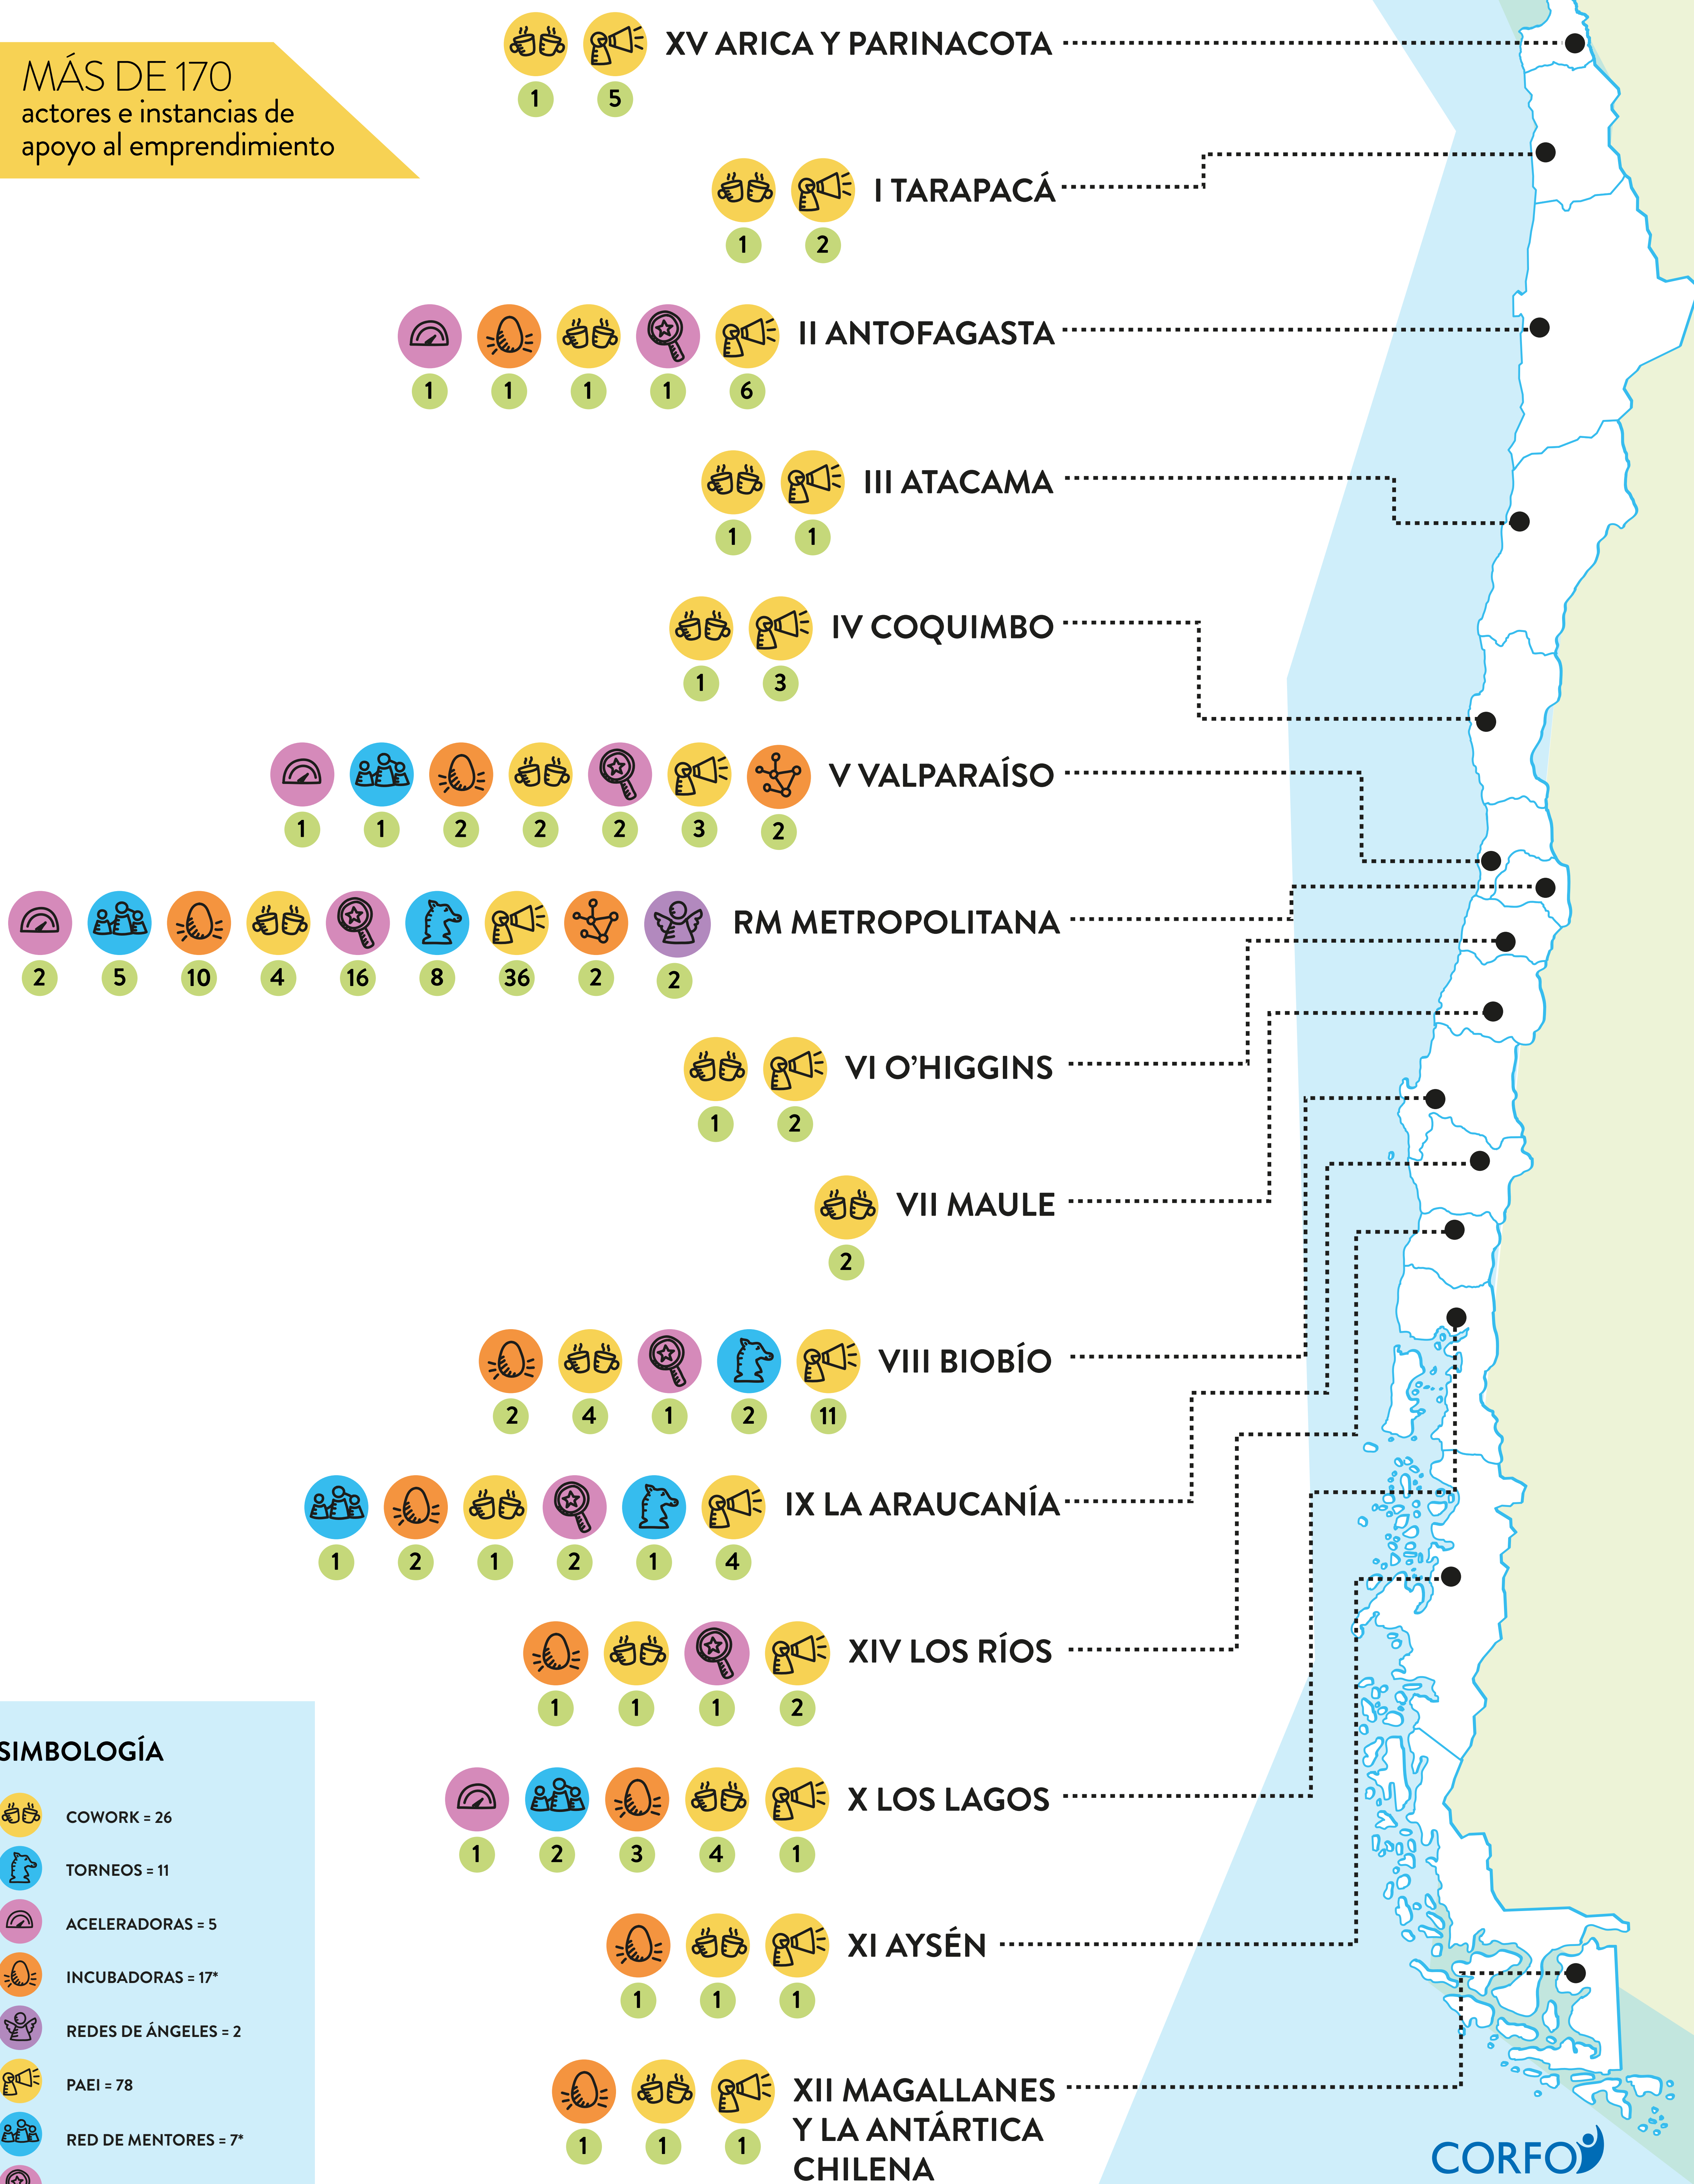 MÁS DE 170
actores e instancias de
apoyo al emprendimiento
XV ARICA Y PARINACOTA
1 5
I TARAPACÁ
1 2
II ANTOFAGASTA
1 1 1 1 6
III ATACAMA
1 1
IV COQUIMBO
1 3
V VALPARAÍSO
1 1 2 2 2 3 2
RM METROPOLITANA
2 5 10 4 16 8 36 2 2
VI O’HIGGINS
1 2
VII MAULE
2
VIII BIOBÍO
2 4 1 2 11
IX LA ARAUCANÍA
1 2 1 2 1 4
XIV LOS RÍOS
1 1 1 2
X LOS LAGOS
1 2 3 4 1
XI AYSÉN
1 1 1
XII MAGALLANES
Y LA ANTÁRTICA
CHILENA
1 1 1
SIMBOLOGÍA
COWORK = 26
TORNEOS = 11
ACELERADORAS = 5
INCUBADORAS = 17*
REDES DE ÁNGELES = 2
PAEI = 78
RED DE MENTORES = 7*
CORFO